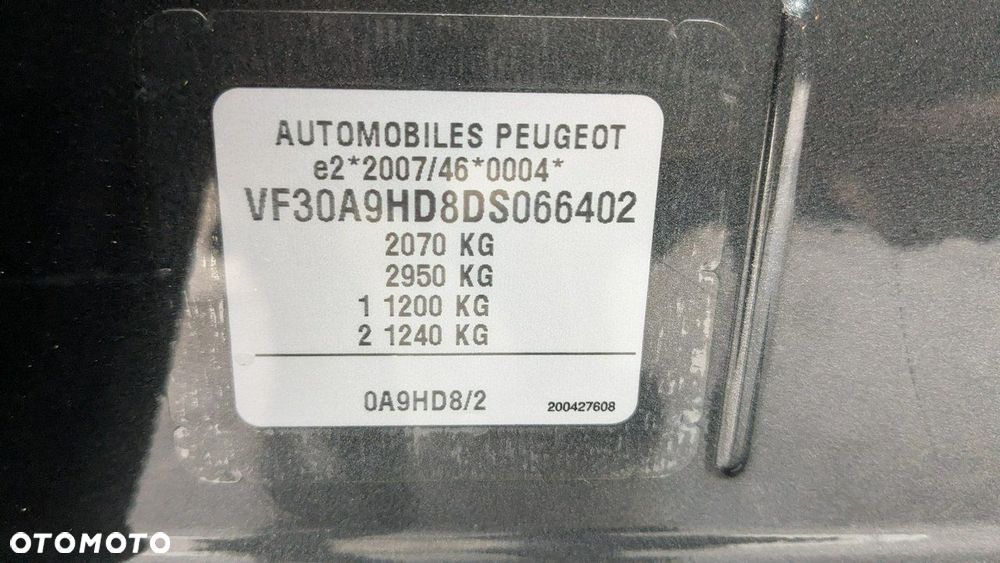 AUTOMOBILES PEUGEOT
e2*2007/46*0004*
VF30A9HD8DS066402
2070 KG
2950 KG
1 1200 KG
2 1240 KG
0A9HD8/2
200427608
OTOMOTO